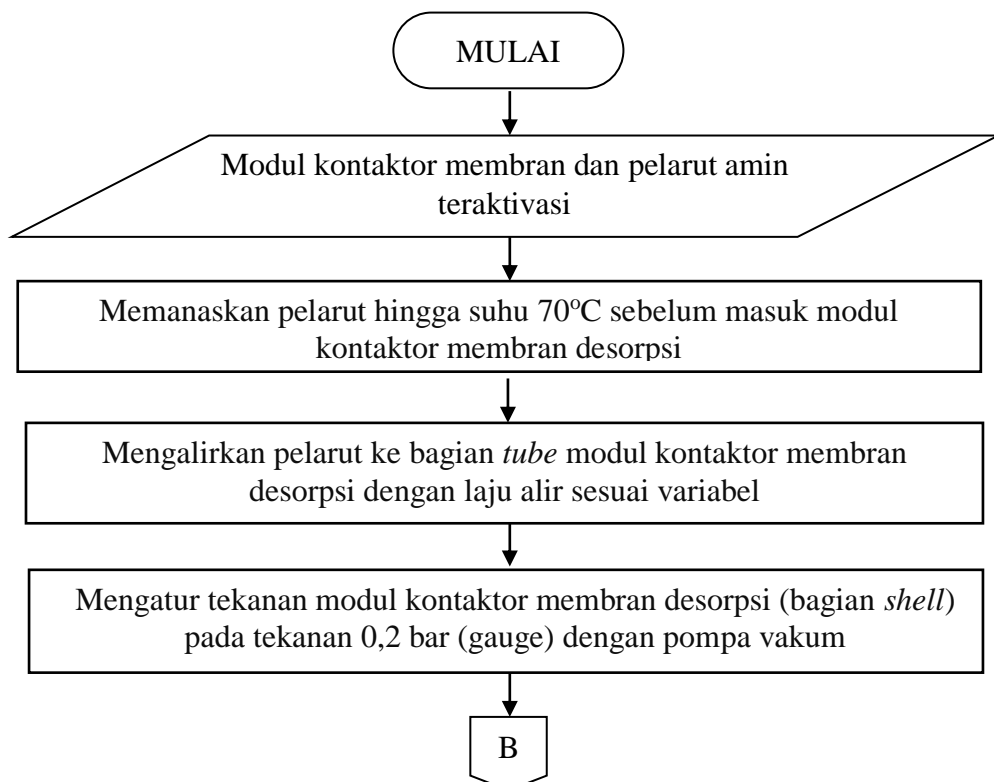 MULAI
Modul kontaktor membran dan pelarut amin
teraktivasi
Memanaskan pelarut hingga suhu 70°C sebelum masuk modul
kontaktor membran desorpsi
Mengalirkan pelarut ke bagian tube modul kontaktor membran
desorpsi dengan laju alir sesuai variabel
Mengatur tekanan modul kontaktor membran desorpsi (bagian shell)
pada tekanan 0,2 bar (gauge) dengan pompa vakum
B